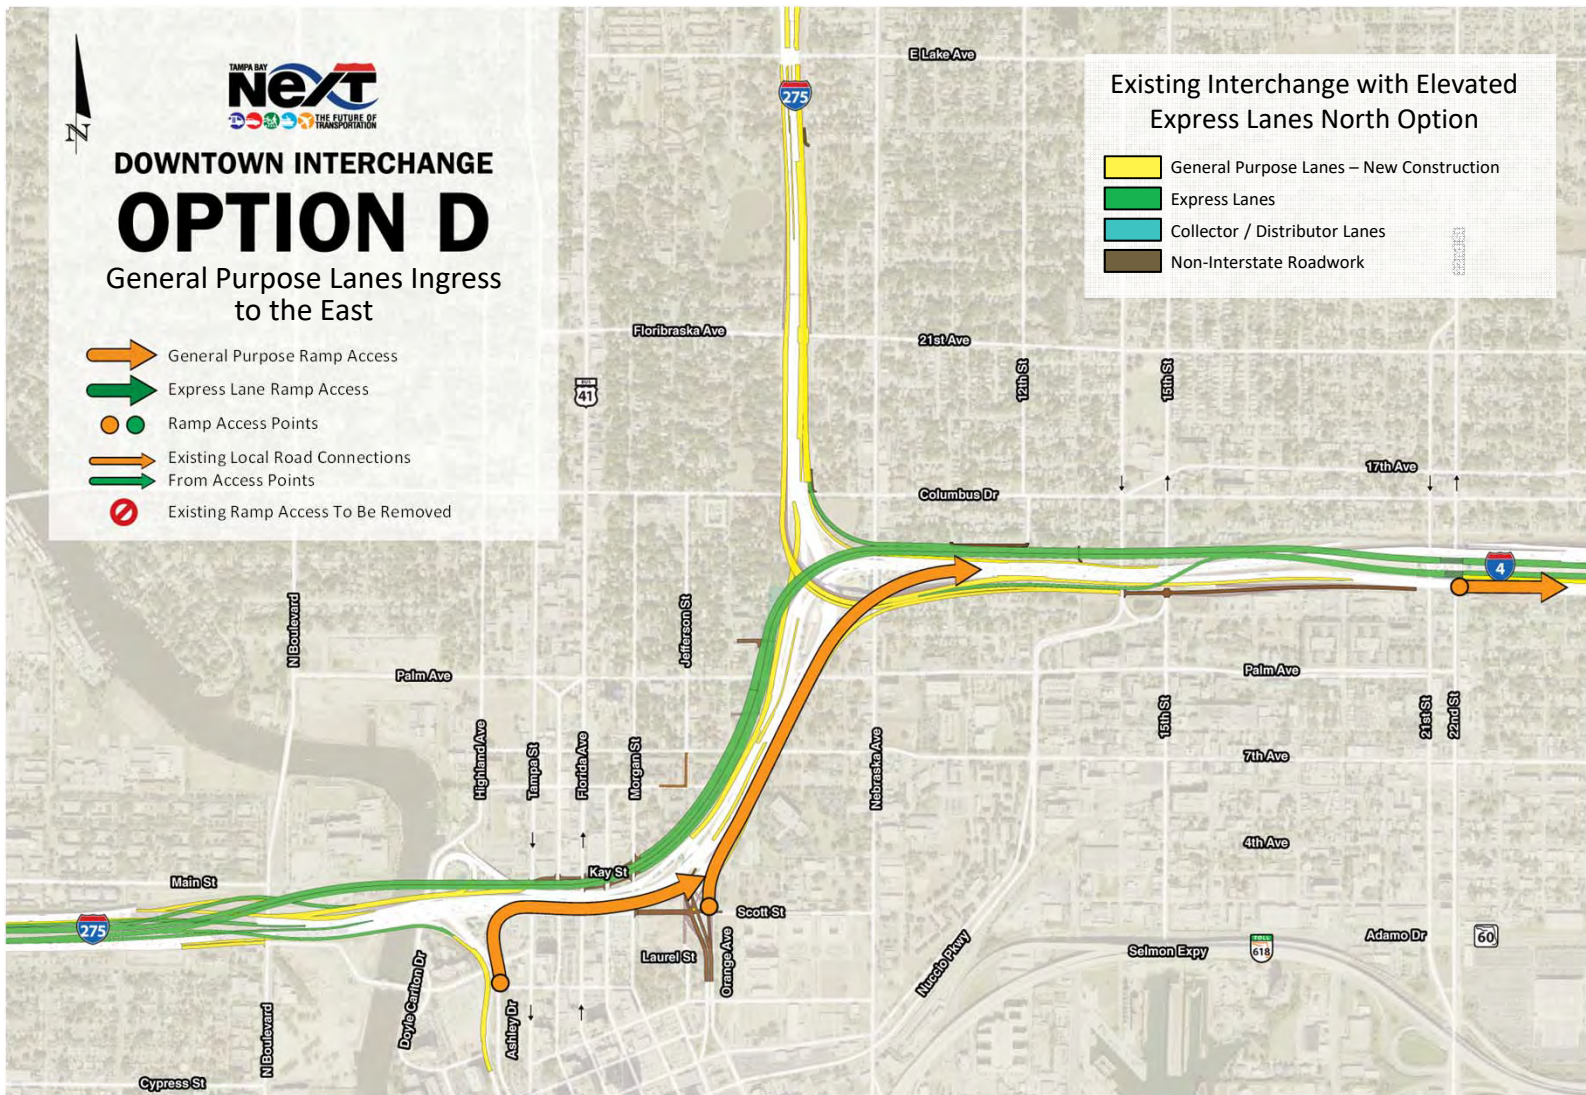 TAMPA BAY
NexT
THE FUTURE OF
TRANSPORTATION
N
DOWNTOWN INTERCHANGE
OPTION D
General Purpose Lanes Ingress
to the East
General Purpose Ramp Access
Express Lane Ramp Access
Ramp Access Points
Existing Local Road Connections
From Access Points
Existing Ramp Access To Be Removed
Existing Interchange with Elevated
Express Lanes North Option
General Purpose Lanes – New Construction
Express Lanes
Collector / Distributor Lanes
Non-Interstate Roadwork
E Lake Ave
275
Floribraska Ave
21st Ave
12th St
15th St
BUS
41
17th Ave
Columbus Dr
4
N Boulevard
Jefferson St
Palm Ave
Palm Ave
Highland Ave
Tampa St
Florida Ave
Morgan St
Nebraska Ave
15th St
21st St
22nd St
7th Ave
4th Ave
Main St
Kay St
275
Scott St
Laurel St
Orange Ave
Nuccio Pkwy
Selmon Expy
TOLL
618
Adamo Dr
60
Doyle Carlton Dr
Ashley Dr
N Boulevard
Cypress St